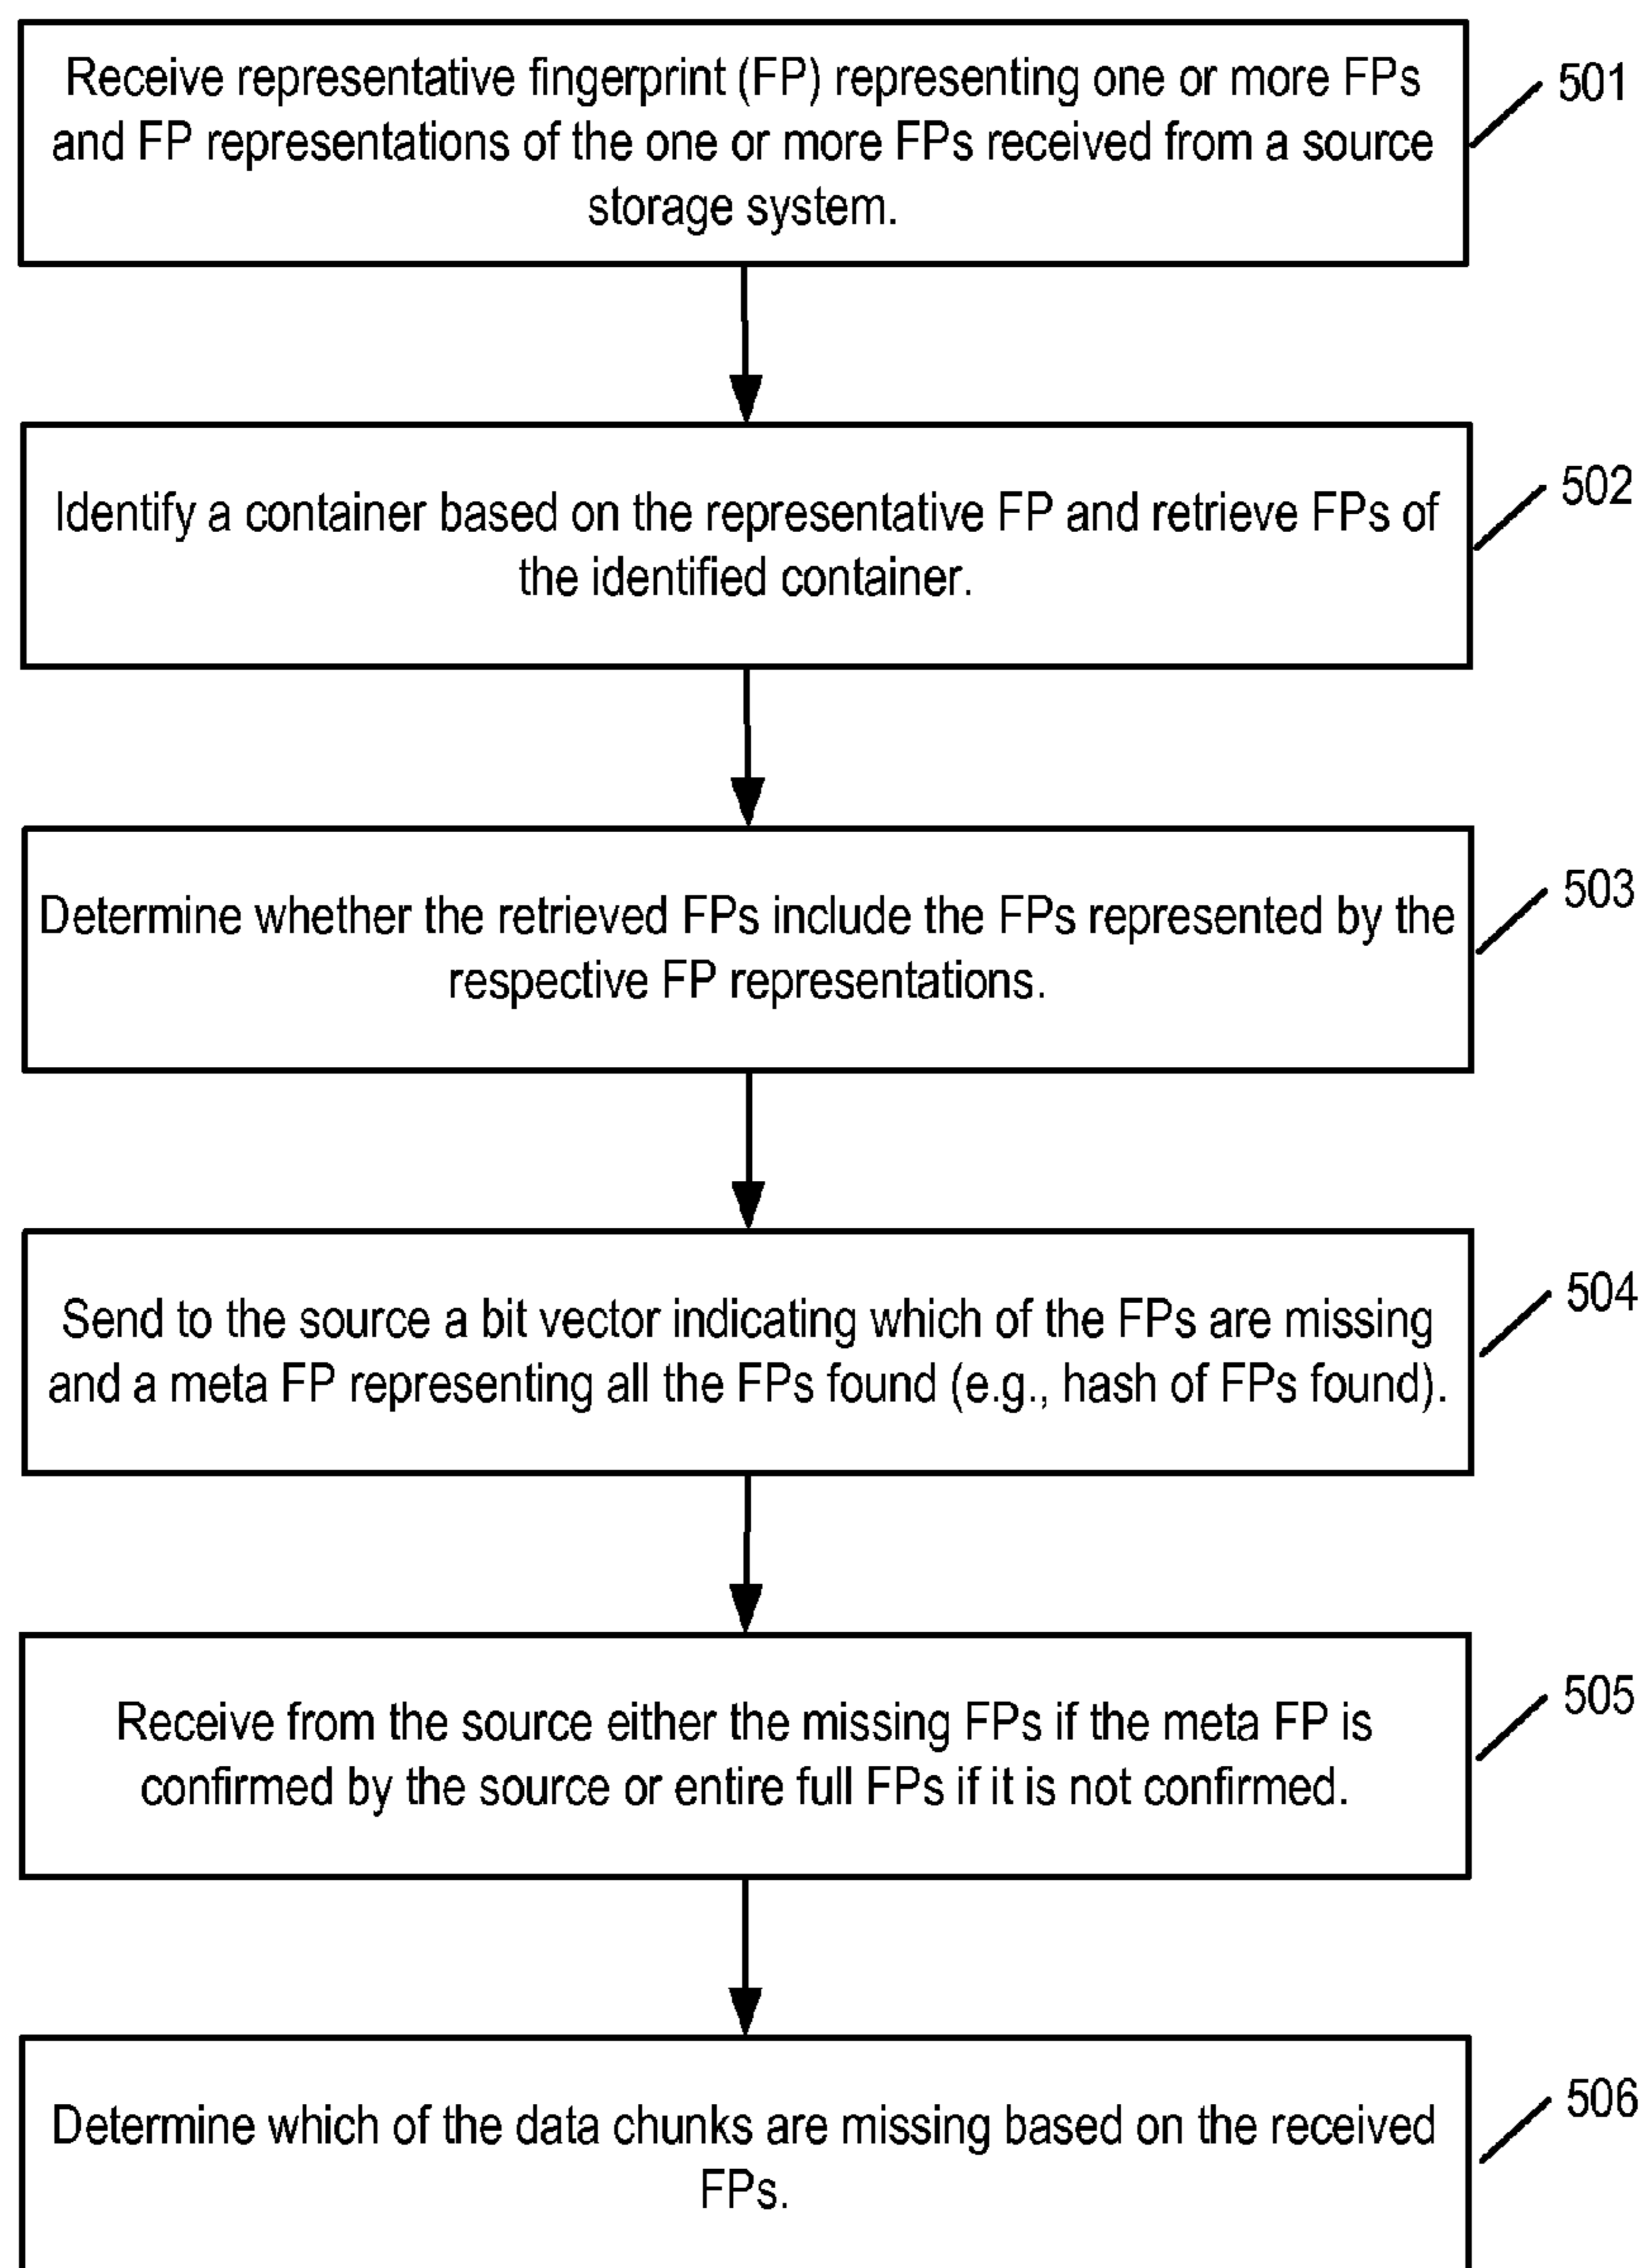 Receive representative fingerprint (FP) representing one or more FPs
and FP representations of the one or more FPs received from a source
storage system.
501
Identify a container based on the representative FP and retrieve FPs of
the identified container.
502
Determine whether the retrieved FPs include the FPs represented by the
respective FP representations.
503
Send to the source a bit vector indicating which of the FPs are missing
and a meta FP representing all the FPs found (e.g., hash of FPs found).
504
Receive from the source either the missing FPs if the meta FP is
confirmed by the source or entire full FPs if it is not confirmed.
505
Determine which of the data chunks are missing based on the received
FPs.
506